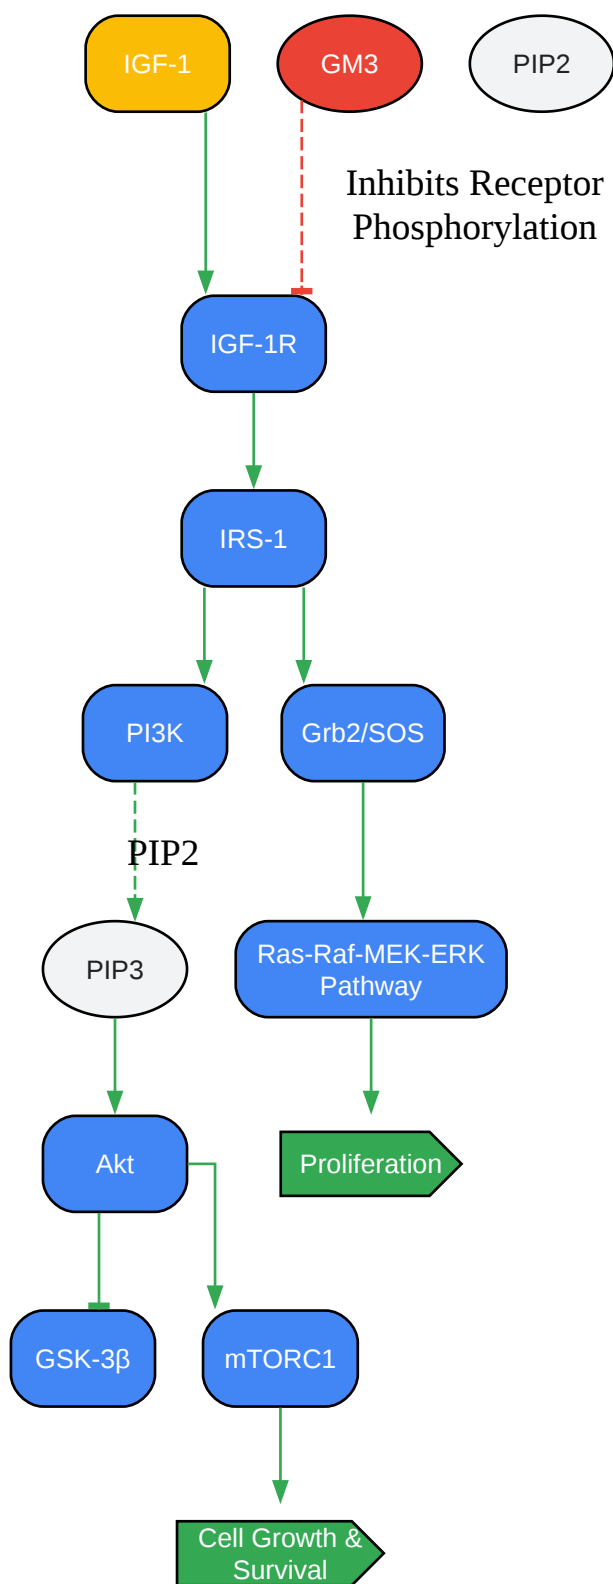 IGF-1
GM3
PIP2
Inhibits Receptor
Phosphorylation
IGF-1R
IRS-1
PI3K
Grb2/SOS
PIP2
PIP3
Ras-Raf-MEK-ERK
Pathway
Akt
Proliferation
GSK-3β
mTORC1
Cell Growth &
Survival